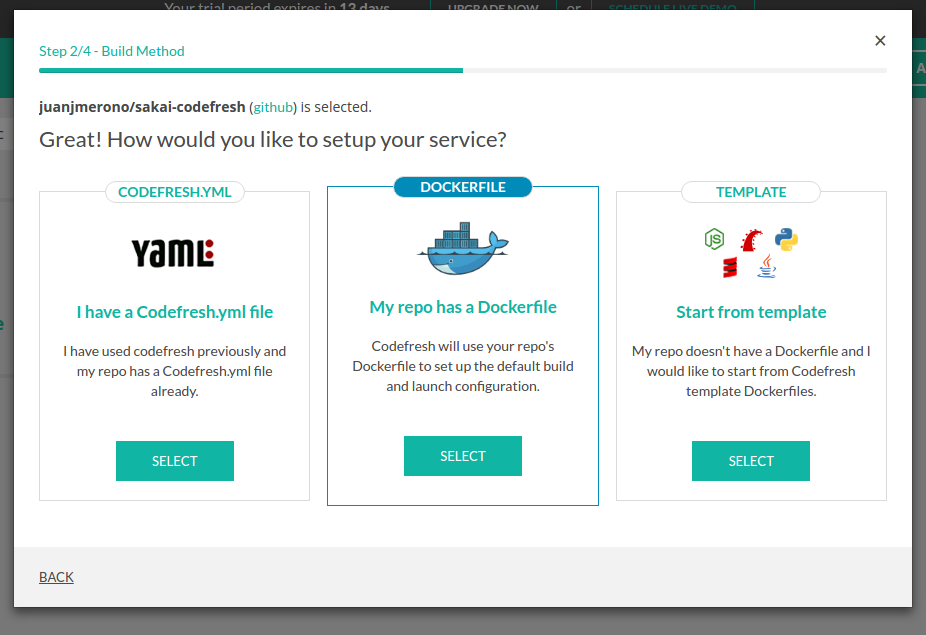 Your trial period expires in 13 days
UPGRADE NOW or SCHEDULE LIVE DEMO
Step 2/4 - Build Method
×
juanjmerono/sakai-codefresh (github) is selected.
Great! How would you like to setup your service?
CODEFRESH.YML
YAML
I have a Codefresh.yml file
I have used codefresh previously and
my repo has a Codefresh.yml file
already.
SELECT
DOCKERFILE
My repo has a Dockerfile
Codefresh will use your repo's
Dockerfile to set up the default build
and launch configuration.
SELECT
TEMPLATE
JS
Start from template
My repo doesn't have a Dockerfile and I
would like to start from Codefresh
template Dockerfiles.
SELECT
BACK